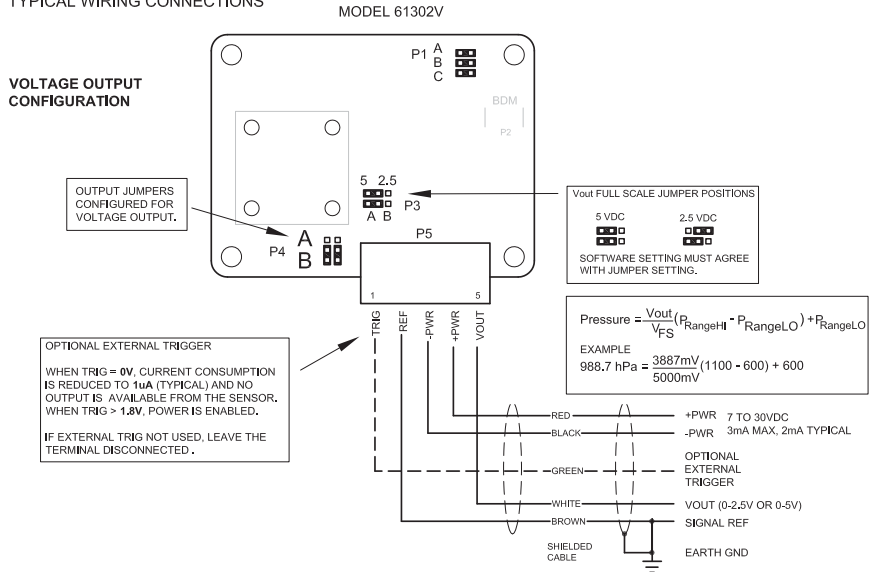 TYPICAL WIRING CONNECTIONS
MODEL 61302V
VOLTAGE OUTPUT
CONFIGURATION
P1 A
B
C
BDM
P2
OUTPUT JUMPERS
CONFIGURED FOR
VOLTAGE OUTPUT.
5 2.5
A B P3
P4 A
B
P5
1 5
TRIG
REF
-PWR
+PWR
VOUT
Vout FULL SCALE JUMPER POSITIONS
5 VDC 2.5 VDC
SOFTWARE SETTING MUST AGREE
WITH JUMPER SETTING.
Pressure = Vout/VFS (PRangeHI - PRangeLO) + PRangeLO
EXAMPLE
988.7 hPa = 3887mV/5000mV (1100 - 600) + 600
OPTIONAL EXTERNAL TRIGGER
WHEN TRIG = 0V, CURRENT CONSUMPTION
IS REDUCED TO 1uA (TYPICAL) AND NO
OUTPUT IS AVAILABLE FROM THE SENSOR.
WHEN TRIG > 1.8V, POWER IS ENABLED.
IF EXTERNAL TRIG NOT USED, LEAVE THE
TERMINAL DISCONNECTED.
RED +PWR 7 TO 30VDC
BLACK -PWR 3mA MAX, 2mA TYPICAL
GREEN OPTIONAL
EXTERNAL
TRIGGER
WHITE VOUT (0-2.5V OR 0-5V)
BROWN SIGNAL REF
SHIELDED
CABLE
EARTH GND